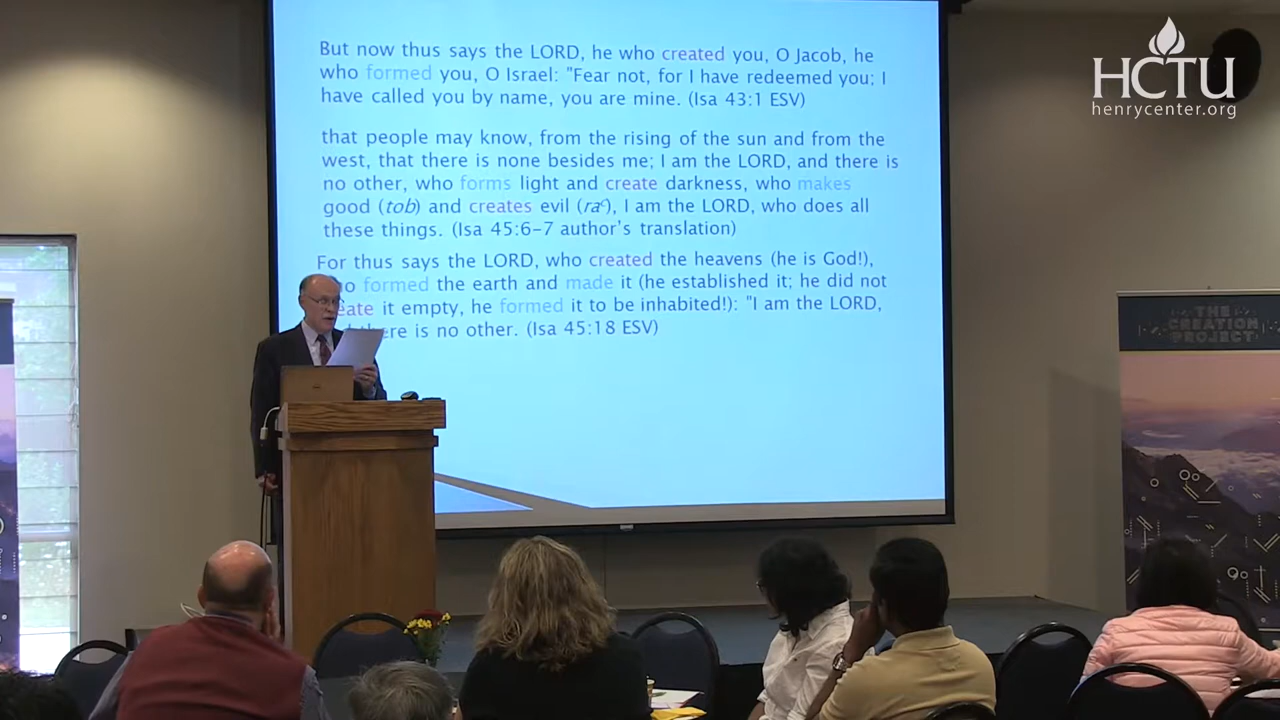 But now thus says the LORD, he who created you, O Jacob, he
who formed you, O Israel: "Fear not, for I have redeemed you; I
have called you by name, you are mine. (Isa 43:1 ESV)
that people may know, from the rising of the sun and from the
west, that there is none besides me; I am the LORD, and there is
no other, who forms light and create darkness, who makes
good (tob) and creates evil (raᶜ), I am the LORD, who does all
these things. (Isa 45:6-7 author's translation)
For thus says the LORD, who created the heavens (he is God!),
formed the earth and made it (he established it; he did not
it empty, he formed it to be inhabited!): "I am the LORD,
there is no other. (Isa 45:18 ESV)
HCTU
henrycenter.org
THE
CREATION
PROJECT